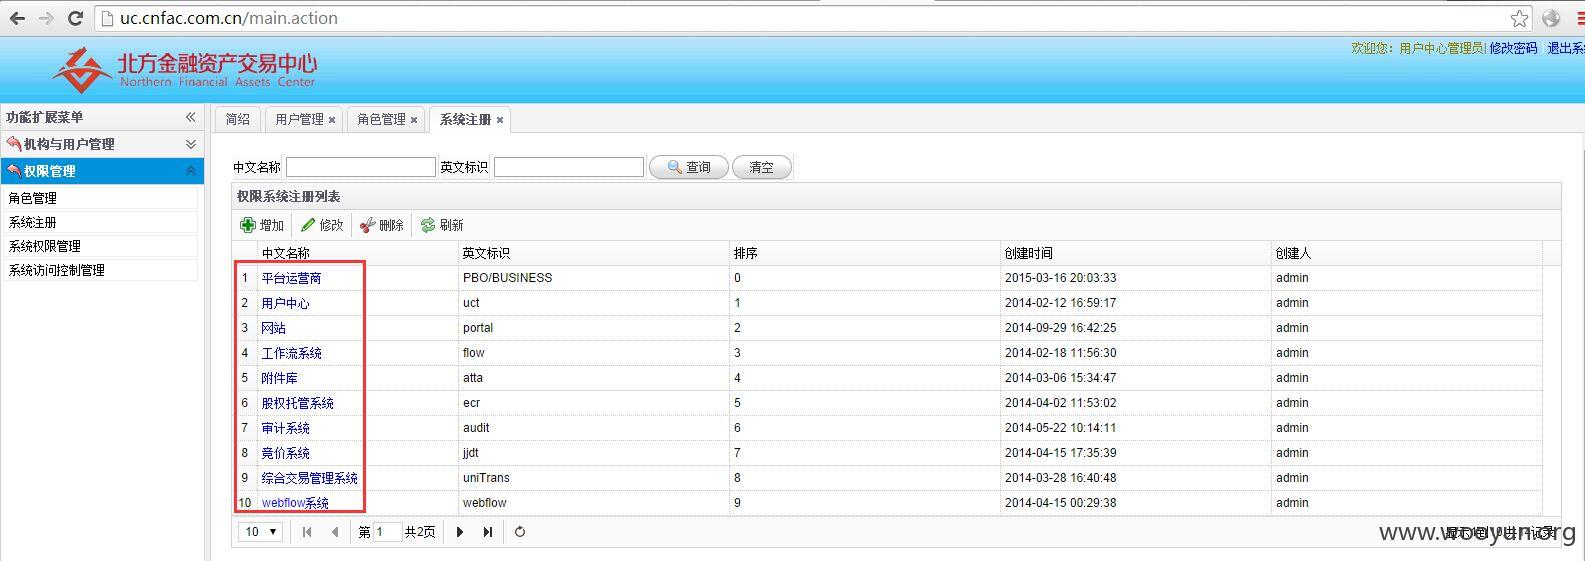 uc.cnfac.com.cn/main.action
北方金融资产交易中心
Northern Financial Assets Center
欢迎您：用户中心管理员| 修改密码 退出系
功能扩展菜单
机构与用户管理
权限管理
角色管理
系统注册
系统权限管理
系统访问控制管理
简绍 用户管理 角色管理 系统注册
中文名称 英文标识 查询 清空
权限系统注册列表
增加 修改 删除 刷新
中文名称 英文标识 排序 创建时间 创建人
1 平台运营商 PBO/BUSINESS 0 2015-03-16 20:03:33 admin
2 用户中心 uct 1 2014-02-12 16:59:17 admin
3 网站 portal 2 2014-09-29 16:42:25 admin
4 工作流系统 flow 3 2014-02-18 11:56:30 admin
5 附件库 atta 4 2014-03-06 15:34:47 admin
6 股权托管系统 ecr 5 2014-04-02 11:53:02 admin
7 审计系统 audit 6 2014-05-22 10:14:11 admin
8 竞价系统 jjdt 7 2014-04-15 17:35:39 admin
9 综合交易管理系统 uniTrans 8 2014-03-28 16:40:48 admin
10 webflow系统 webflow 9 2014-04-15 00:29:38 admin
10 第 1 共2页
www.wooyun.org